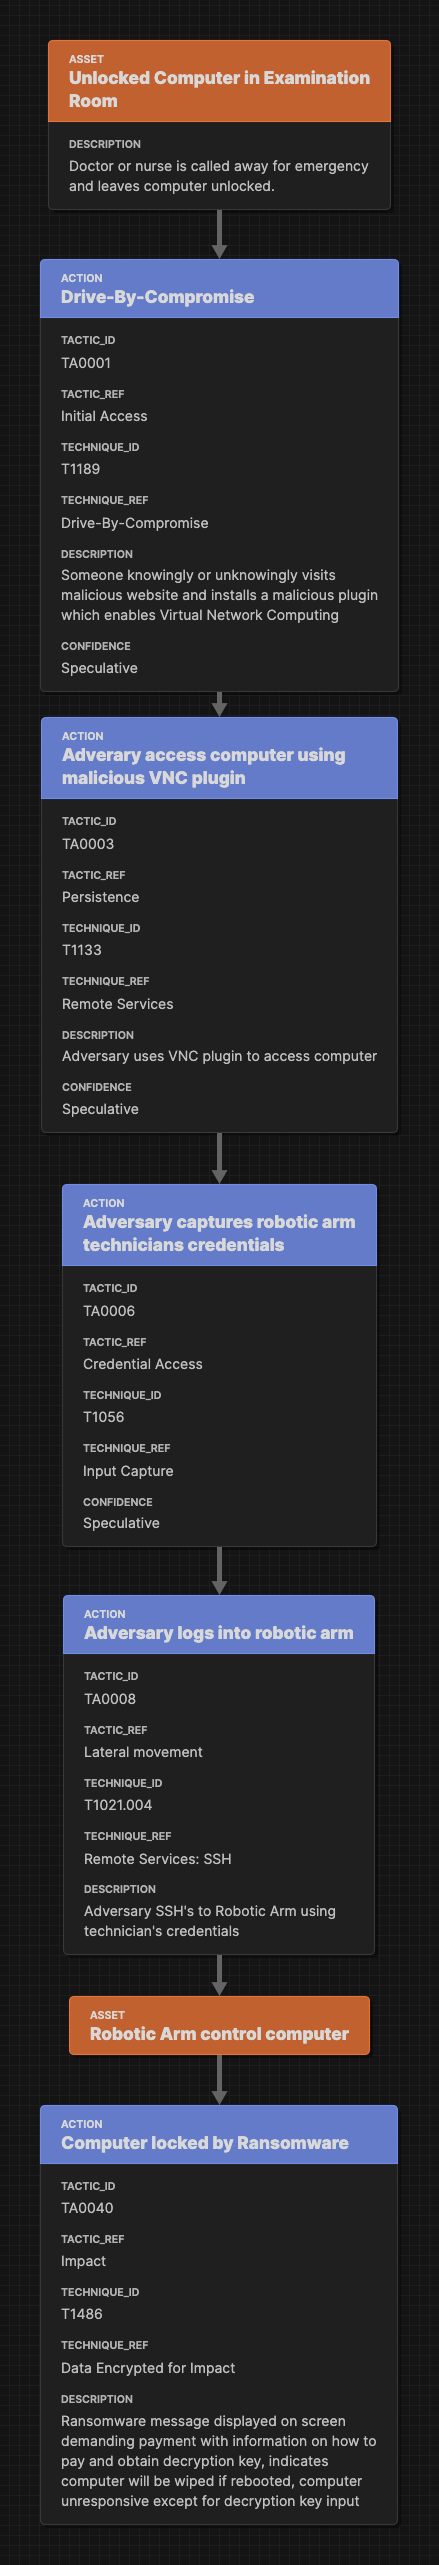 ASSET
Unlocked Computer in Examination
Room
DESCRIPTION
Doctor or nurse is called away for emergency
and leaves computer unlocked.
ACTION
Drive-By-Compromise
TACTIC_ID
TA0001
TACTIC_REF
Initial Access
TECHNIQUE_ID
T1189
TECHNIQUE_REF
Drive-By-Compromise
DESCRIPTION
Someone knowingly or unknowingly visits
malicious website and installs a malicious plugin
which enables Virtual Network Computing
CONFIDENCE
Speculative
ACTION
Adverary access computer using
malicious VNC plugin
TACTIC_ID
TA0003
TACTIC_REF
Persistence
TECHNIQUE_ID
T1133
TECHNIQUE_REF
Remote Services
DESCRIPTION
Adversary uses VNC plugin to access computer
CONFIDENCE
Speculative
ACTION
Adversary captures robotic arm
technicians credentials
TACTIC_ID
TA0006
TACTIC_REF
Credential Access
TECHNIQUE_ID
T1056
TECHNIQUE_REF
Input Capture
CONFIDENCE
Speculative
ACTION
Adversary logs into robotic arm
TACTIC_ID
TA0008
TACTIC_REF
Lateral movement
TECHNIQUE_ID
T1021.004
TECHNIQUE_REF
Remote Services: SSH
DESCRIPTION
Adversary SSH's to Robotic Arm using
technician's credentials
ASSET
Robotic Arm control computer
ACTION
Computer locked by Ransomware
TACTIC_ID
TA0040
TACTIC_REF
Impact
TECHNIQUE_ID
T1486
TECHNIQUE_REF
Data Encrypted for Impact
DESCRIPTION
Ransomware message displayed on screen
demanding payment with information on how to
pay and obtain decryption key, indicates
computer will be wiped if rebooted, computer
unresponsive except for decryption key input